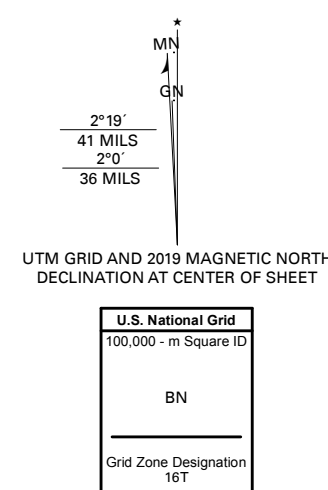 ★
MN
GN
2°19´
41 MILS
2°0´
36 MILS
UTM GRID AND 2019 MAGNETIC NORTH
DECLINATION AT CENTER OF SHEET
U.S. National Grid
100,000 - m Square ID
BN
Grid Zone Designation
16T